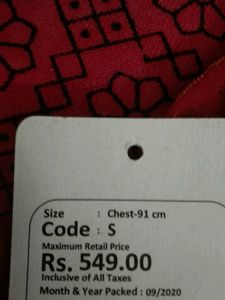 Size : Chest-91 cm
Code : S
Maximum Retail Price
Rs. 549.00
Inclusive of All Taxes
Month & Year Packed : 09/2020